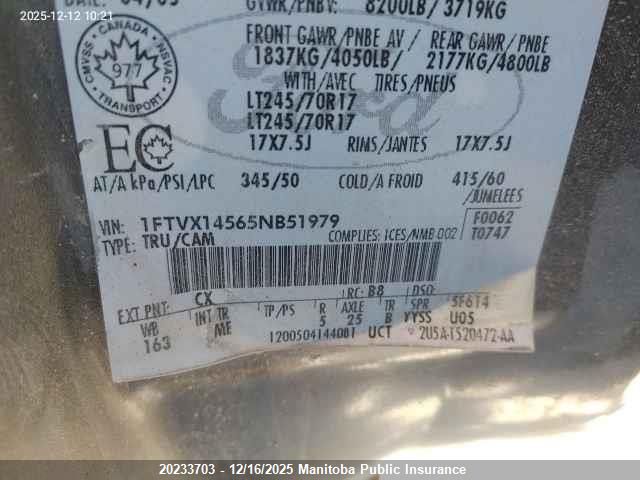 2025-12-12 10:21
GVWR/PNBV: 8200LB/ 3719KG
FRONT GAWR/PNBE AV / REAR GAWR/PNBE
1837KG/4050LB/ 2177KG/4800LB
WITH/AVEC TIRES/PNEUS
LT245/70R17
LT245/70R17
17X7.5J RIMS/JANTES 17X7.5J
CANADA
CMVSS NSVAC
977
TRANSPORT
Ford
EC
AT/A kPa/PSI/LPC 345/50 COLD/A FROID 415/60
/JUMELEES
VIN: 1FTVX14565NB51979 F0062
TYPE: TRU/CAM COMPLIES: ICES/NMB 002 T0747
RC: B8 DSO:
EXT PNT: CX 5F6T4
WB INT TR TP/PS R AXLE TR SPR U05
163 ME 5 25 B YYSS
1200504144001 UCT 2U5A-1520472-AA
20233703 - 12/16/2025 Manitoba Public Insurance